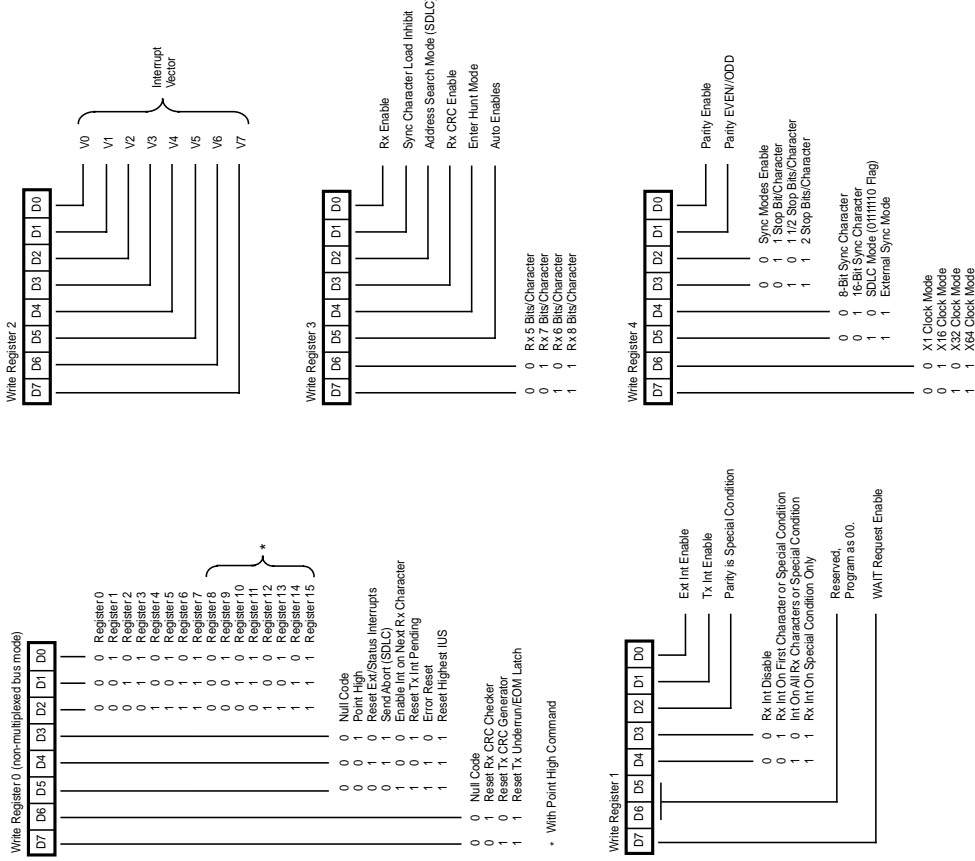 Write Register 0 (non-multiplexed bus mode)
D7 D6 D5 D4 D3 D2 D1 D0
0 0 0 Register 0
0 0 1 Register 1
0 1 0 Register 2
0 1 1 Register 3
1 0 0 Register 4
1 0 1 Register 5
1 1 0 Register 6
1 1 1 Register 7
0 0 0 Register 8
0 0 1 Register 9
0 1 0 Register 10
0 1 1 Register 11
1 0 0 Register 12
1 0 1 Register 13
1 1 0 Register 14
1 1 1 Register 15
*
0 0 0 Null Code
0 0 1 Point High
0 1 0 Reset Ext/Status Interrupts
0 1 1 Send Abort (SDLC)
1 0 0 Enable Int on Next Rx Character
1 0 1 Reset Tx Int Pending
1 1 0 Error Reset
1 1 1 Reset Highest IUS
0 0 Null Code
0 1 Reset Rx CRC Checker
1 0 Reset Tx CRC Generator
1 1 Reset Tx Underrun/EOM Latch
* With Point High Command
Write Register 1
D7 D6 D5 D4 D3 D2 D1 D0
Ext Int Enable
Tx Int Enable
Parity is Special Condition
0 0 Rx Int Disable
0 1 Rx Int On First Character or Special Condition
1 0 Int On All Rx Characters or Special Condition
1 1 Rx Int On Special Condition Only
Reserved,
Program as 00.
WAIT Request Enable
Write Register 2
D7 D6 D5 D4 D3 D2 D1 D0
V0
V1
V2
V3
V4
V5
V6
V7
Interrupt
Vector
Write Register 3
D7 D6 D5 D4 D3 D2 D1 D0
Rx Enable
Sync Character Load Inhibit
Address Search Mode (SDLC)
Rx CRC Enable
Enter Hunt Mode
Auto Enables
0 0 Rx 5 Bits/Character
0 1 Rx 7 Bits/Character
1 0 Rx 6 Bits/Character
1 1 Rx 8 Bits/Character
Write Register 4
D7 D6 D5 D4 D3 D2 D1 D0
Parity Enable
Parity EVEN//ODD
0 0 Sync Modes Enable
0 1 1 Stop Bit/Character
1 0 1 1/2 Stop Bits/Character
1 1 2 Stop Bits/Character
0 0 8-Bit Sync Character
0 1 16-Bit Sync Character
1 0 SDLC Mode (01111110 Flag)
1 1 External Sync Mode
0 0 X1 Clock Mode
0 1 X16 Clock Mode
1 0 X32 Clock Mode
1 1 X64 Clock Mode